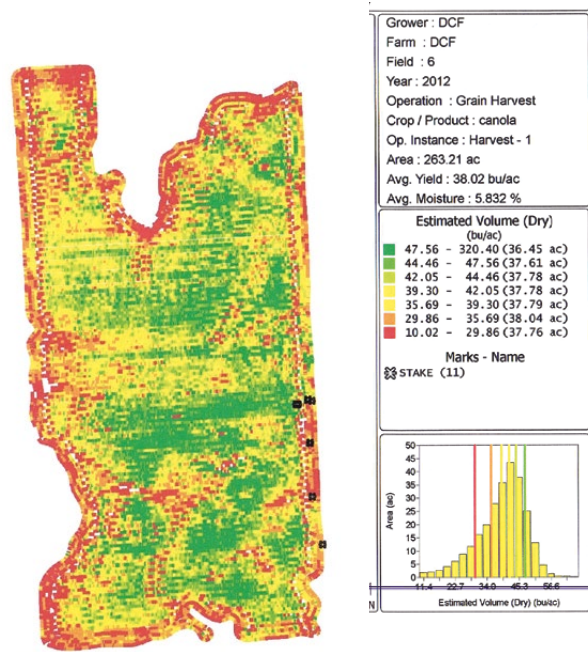 Grower : DCF
Farm : DCF
Field : 6
Year : 2012
Operation : Grain Harvest
Crop / Product : canola
Op. Instance : Harvest - 1
Area : 263.21 ac
Avg. Yield : 38.02 bu/ac
Avg. Moisture : 5.832 %
Estimated Volume (Dry)
(bu/ac)
47.56 - 320.40 (36.45 ac)
44.46 - 47.56 (37.61 ac)
42.05 - 44.46 (37.78 ac)
39.30 - 42.05 (37.78 ac)
35.69 - 39.30 (37.79 ac)
29.86 - 35.69 (38.04 ac)
10.02 - 29.86 (37.76 ac)
Marks - Name
STAKE (11)
50
45
40
35
30
25
20
15
10
5
0
Area (ac)
11.4 22.7 34.0 45.3 56.6
Estimated Volume (Dry) (bu/ac)
N